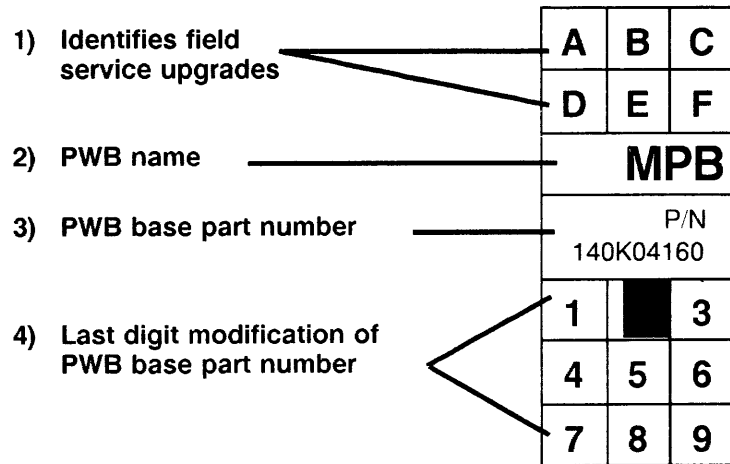 1) Identifies field
service upgrades
A B C
D E F
2) PWB name
MPB
3) PWB base part number
P/N
140K04160
4) Last digit modification of
PWB base part number
1 3
4 5 6
7 8 9